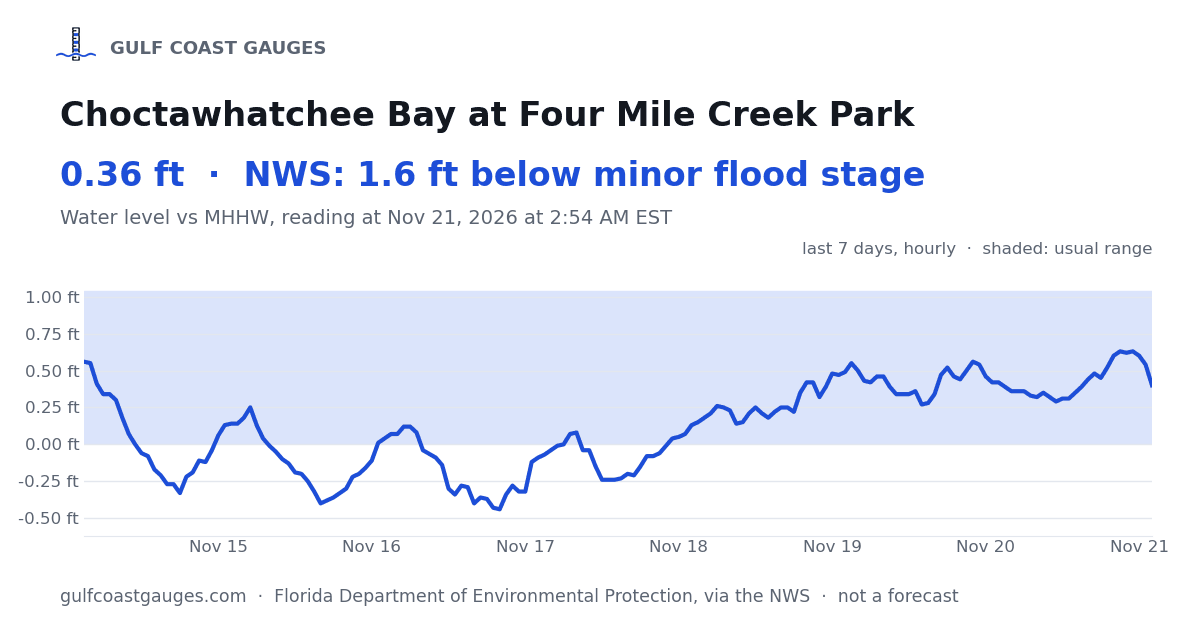 GULF COAST GAUGES
Choctawhatchee Bay at Four Mile Creek Park
0.36 ft · NWS: 1.6 ft below minor flood stage
Water level vs MHHW, reading at Nov 21, 2026 at 2:54 AM EST
last 7 days, hourly · shaded: usual range
1.00 ft
0.75 ft
0.50 ft
0.25 ft
0.00 ft
-0.25 ft
-0.50 ft
Nov 15 Nov 16 Nov 17 Nov 18 Nov 19 Nov 20 Nov 21
gulfcoastgauges.com · Florida Department of Environmental Protection, via the NWS · not a forecast